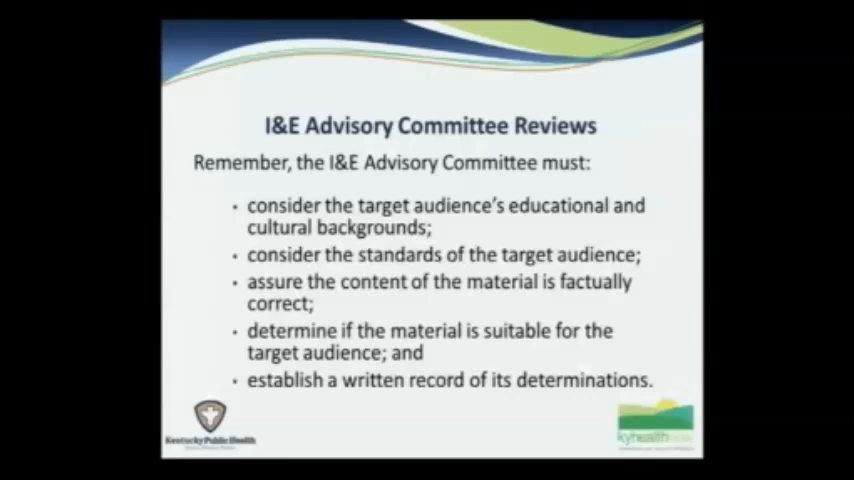 I&E Advisory Committee Reviews
Remember, the I&E Advisory Committee must:
· consider the target audience's educational and
cultural backgrounds;
· consider the standards of the target audience;
· assure the content of the material is factually
correct;
· determine if the material is suitable for the
target audience; and
· establish a written record of its determinations.
Kentucky Public Health
kyhealthnow